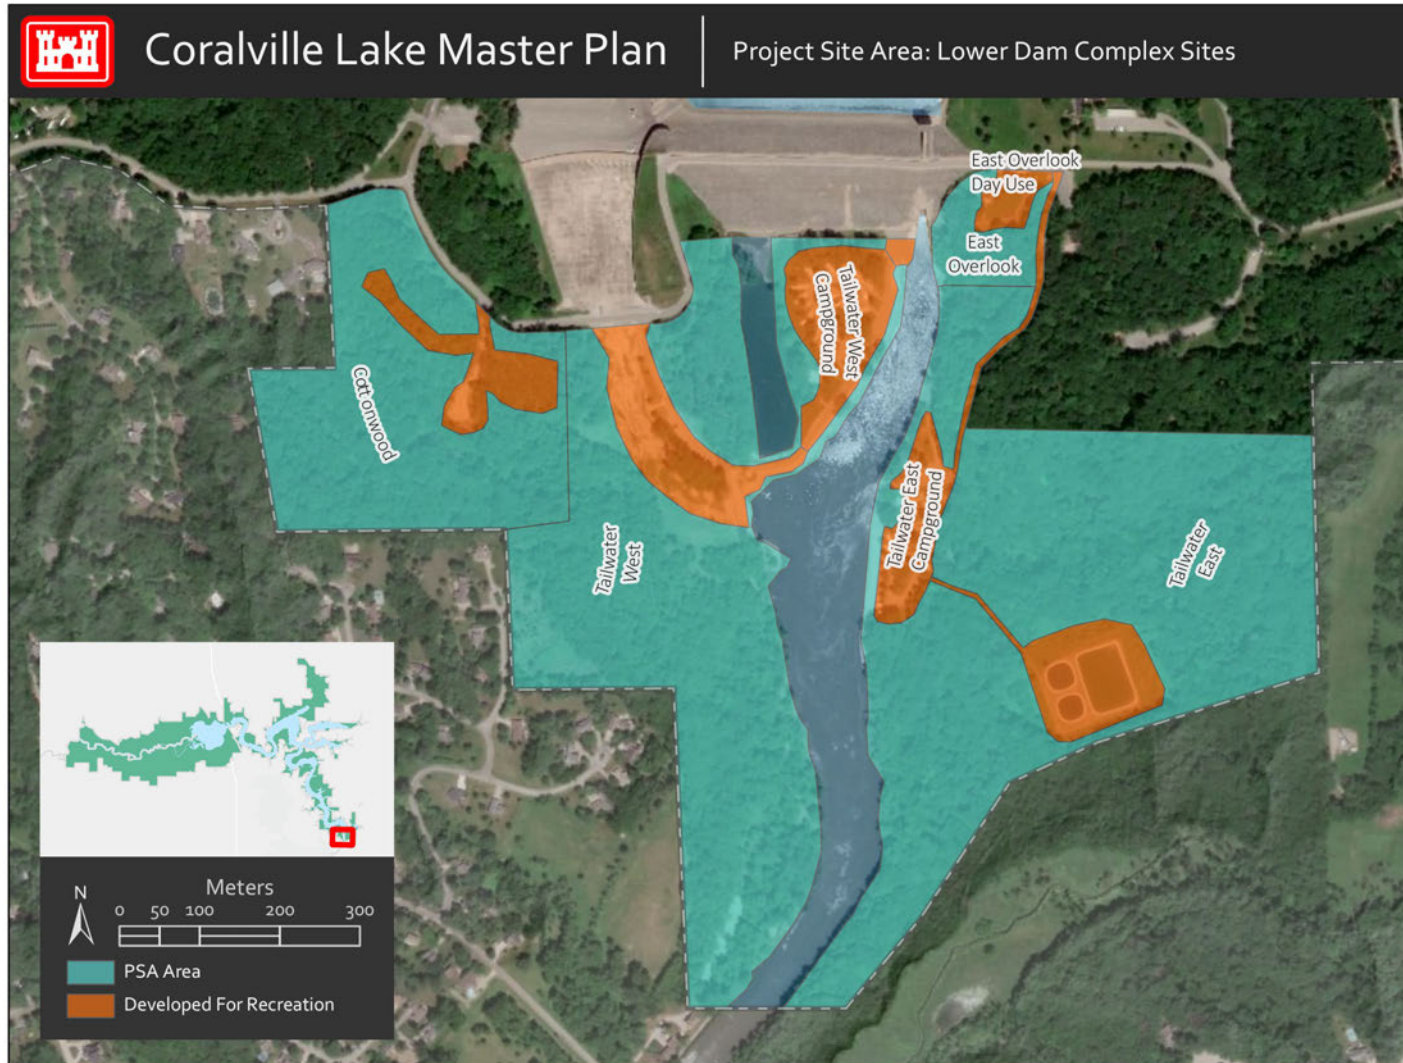 Coralville Lake Master Plan
Project Site Area: Lower Dam Complex Sites
East Overlook
Day Use
East
Overlook
Tailwater West
Campground
Cottonwood
Tailwater East
Campground
Tailwater
West
Tailwater
East
N
Meters
0 50 100 200 300
PSA Area
Developed For Recreation